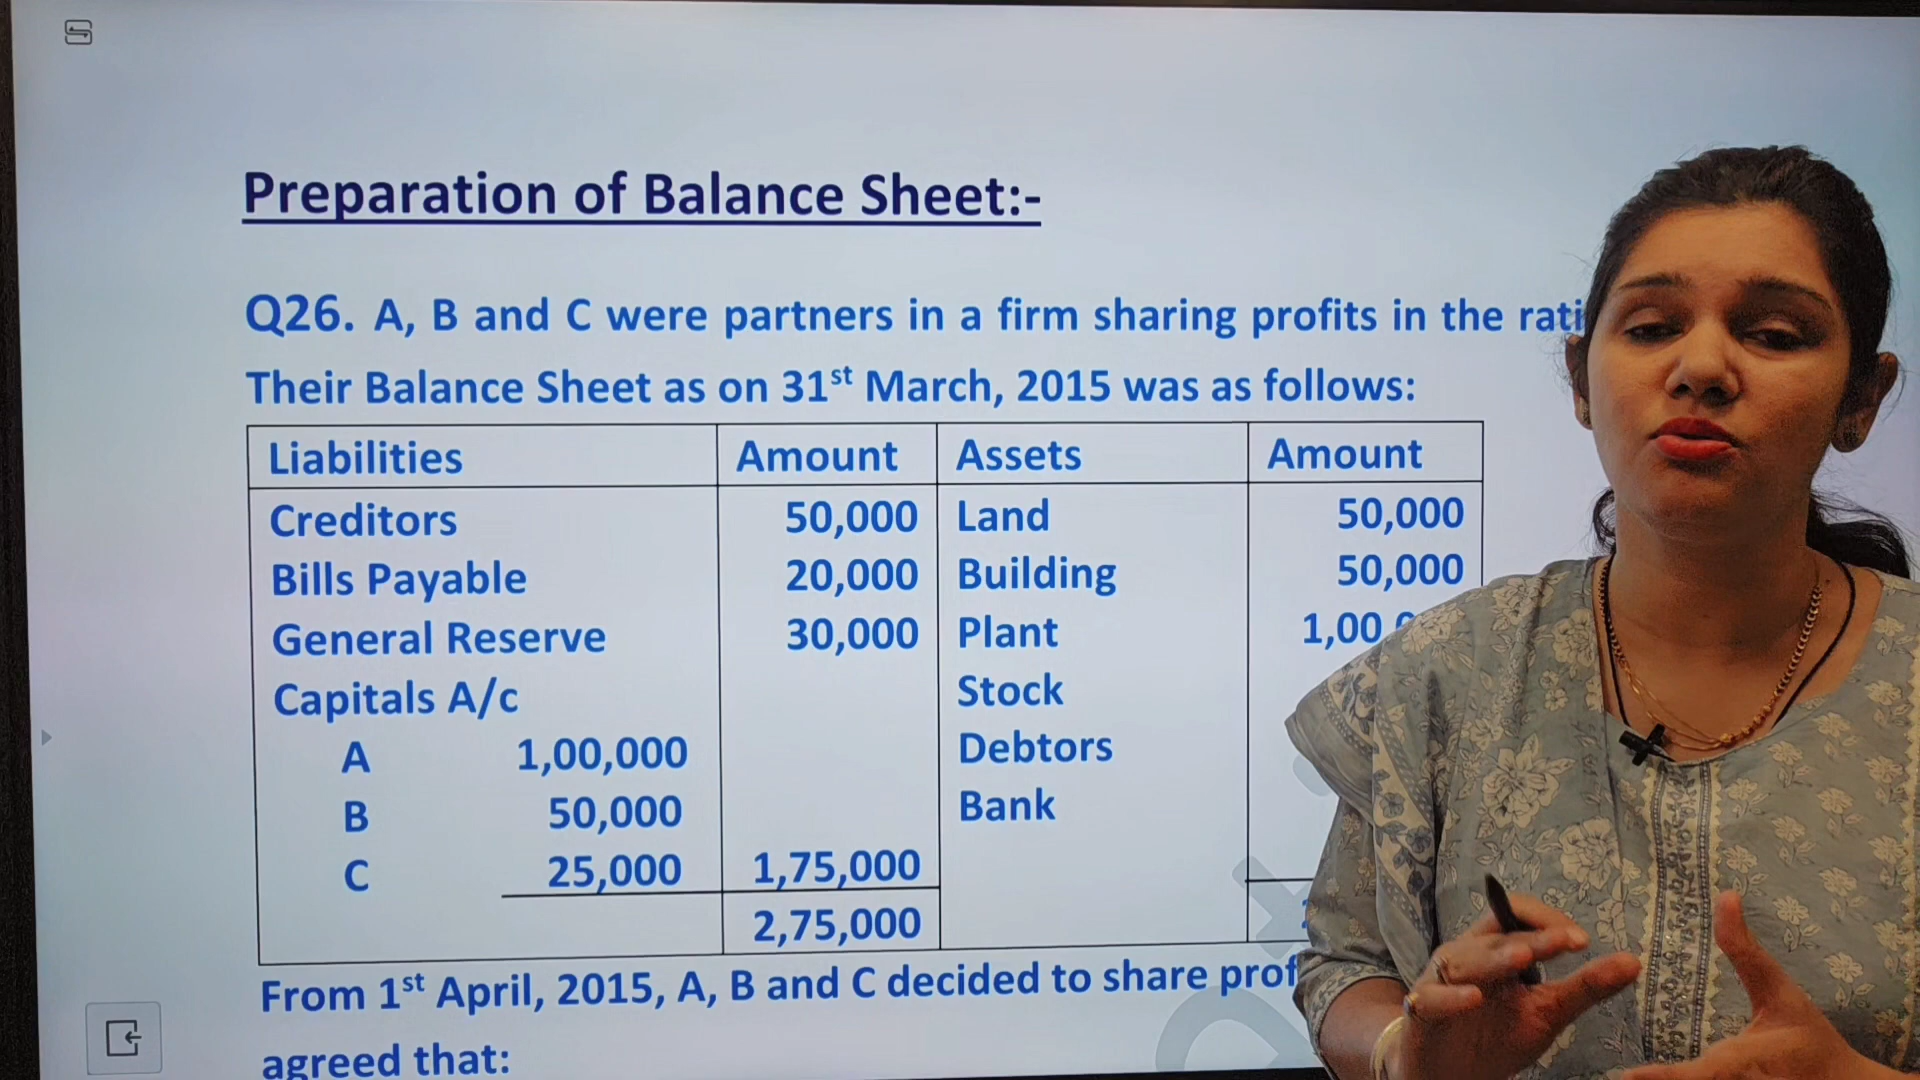 Preparation of Balance Sheet:-
Q26. A, B and C were partners in a firm sharing profits in the
Their Balance Sheet as on 31st March, 2015 was as follows:
Liabilities Amount Assets Amount
Creditors 50,000 Land 50,000
Bills Payable 20,000 Building 50,000
General Reserve 30,000 Plant
Capitals A/c Stock
A 1,00,000 Debtors
B 50,000 Bank
C 25,000 1,75,000
2,75,000
From 1st April, 2015, A, B and C decided to share
agreed that: